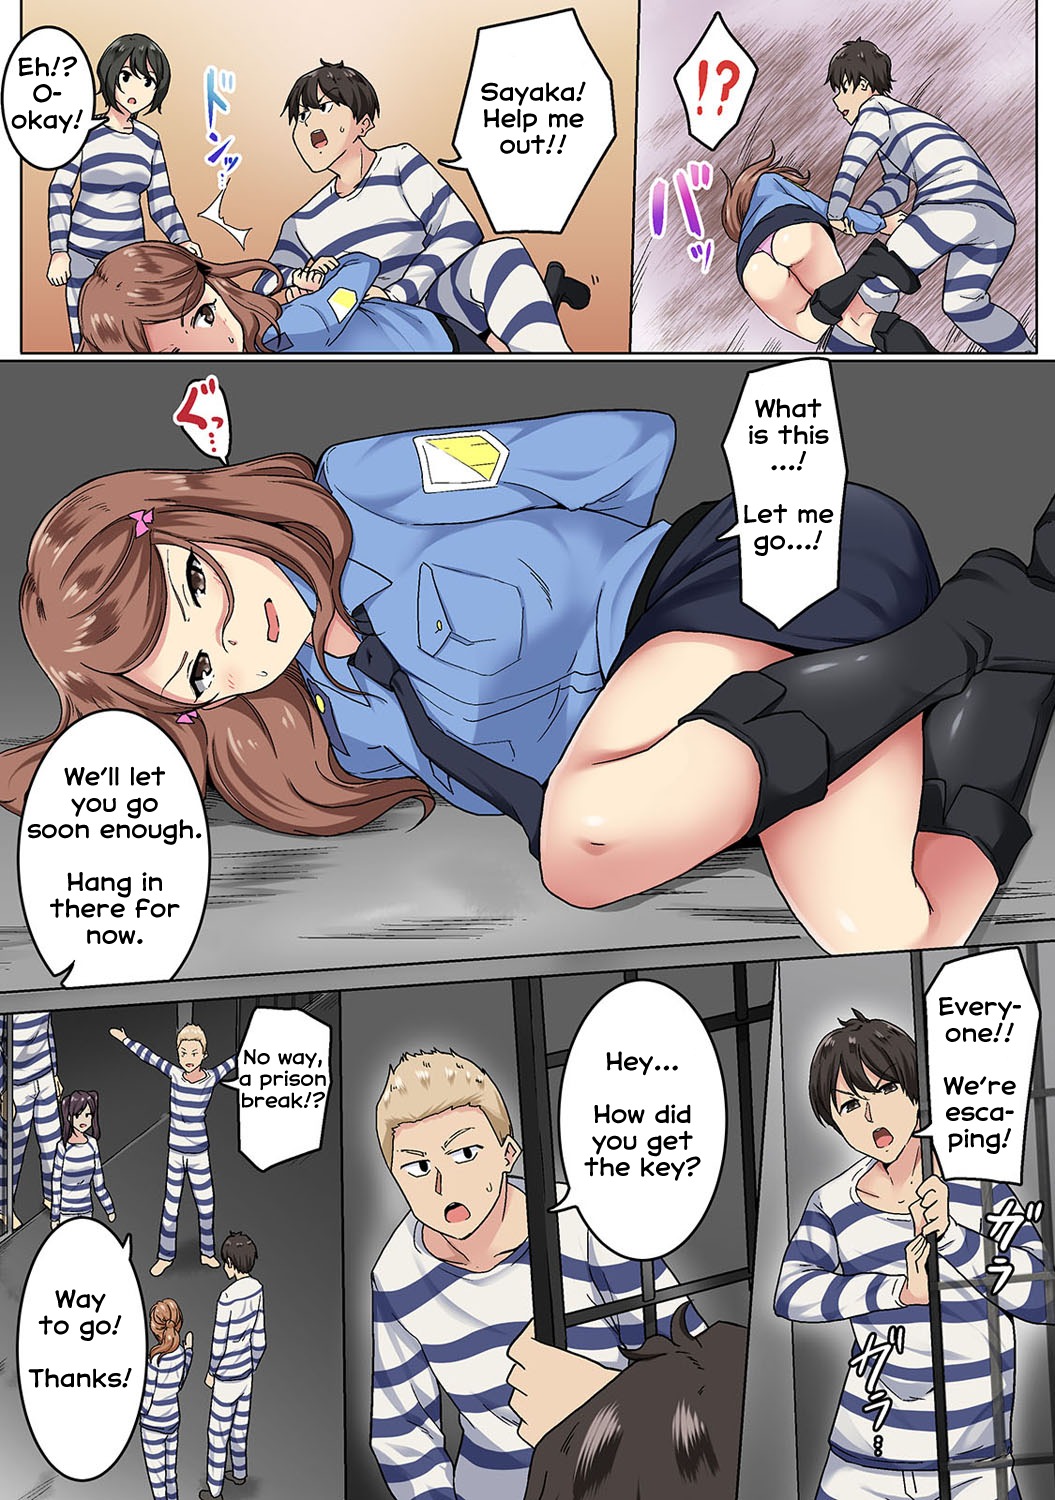 !?
バッ
Sayaka!
Help me
out!!
ドンッ
Eh!?
O-
okay!
ぐっ…
What
is this
...!
Let me
go...!
We'll let
you go
soon enough.
Hang in
there for
now.
Every-
one!!
We're
esca-
ping!
ガラ
ガラ…
Hey...
How did
you get
the key?
No way,
a prison
break!?
Way
to go!
Thanks!